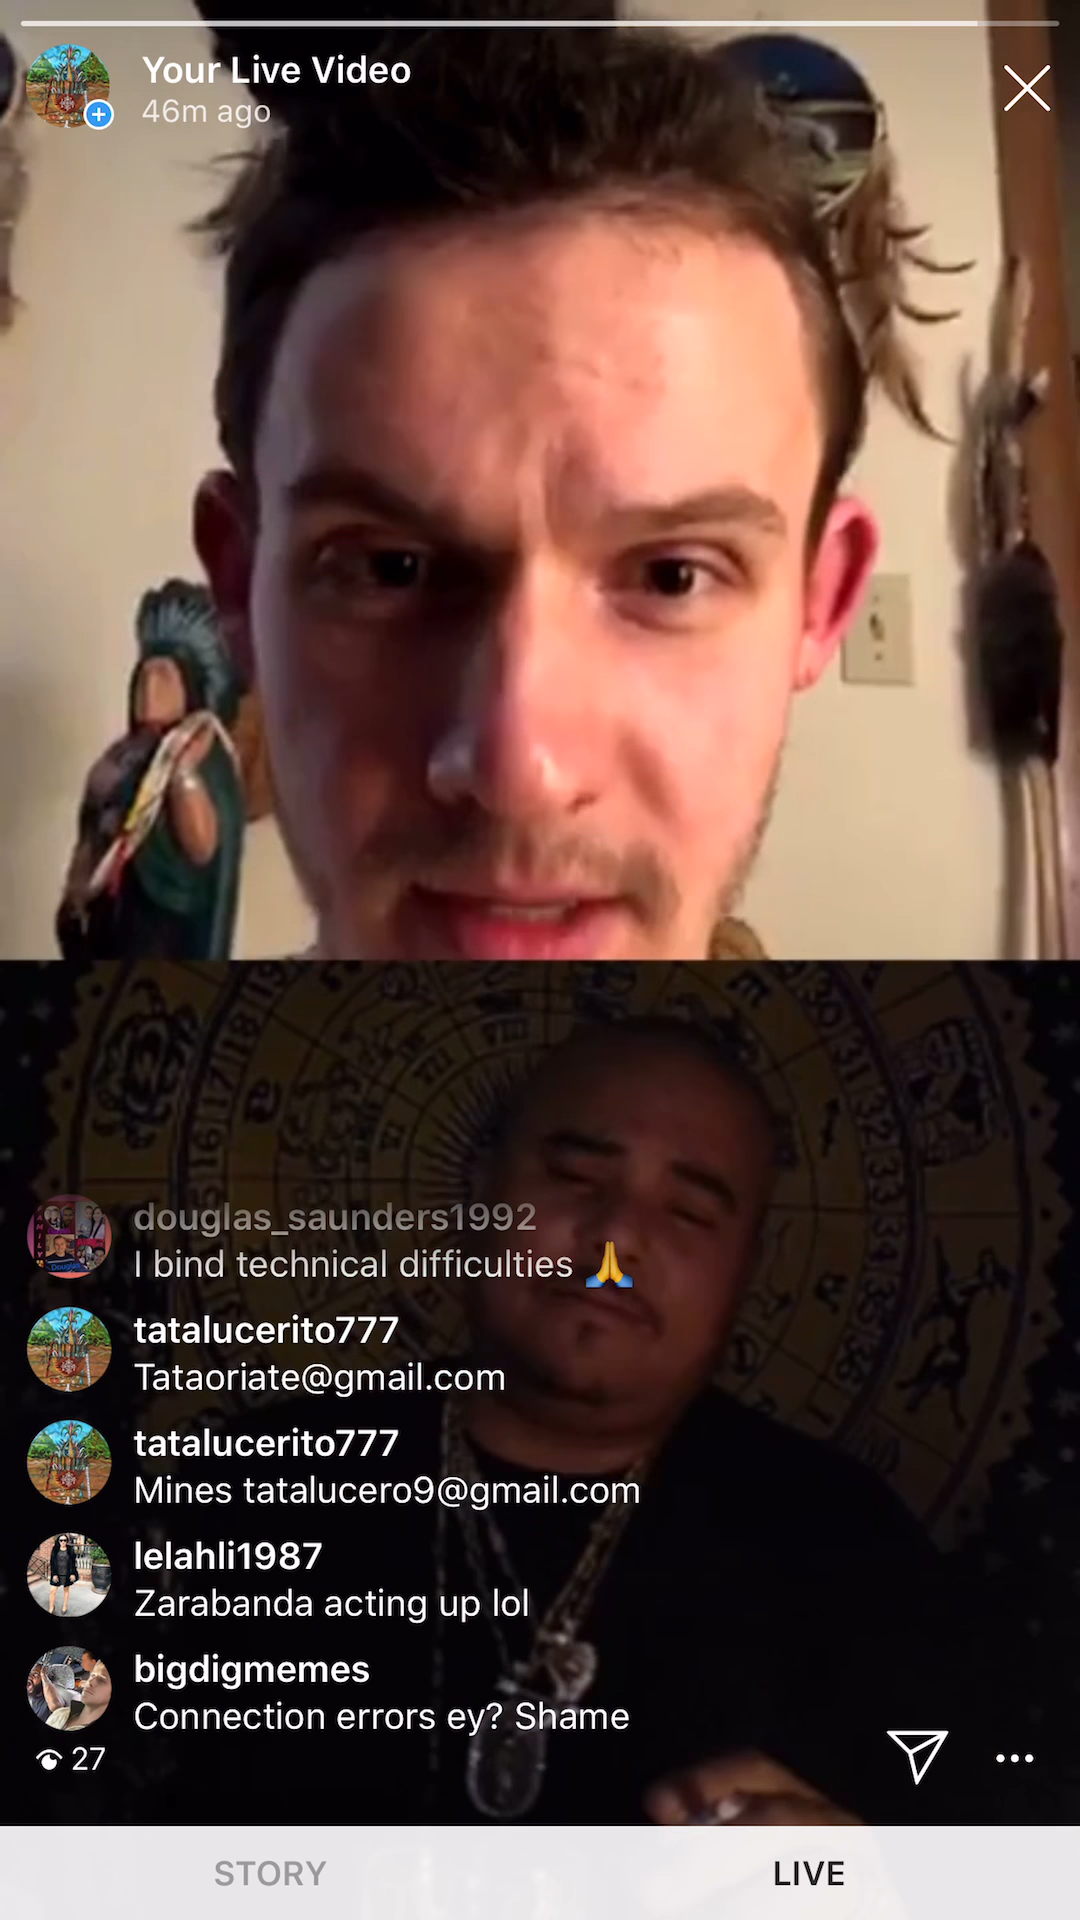 Your Live Video
46m ago
douglas_saunders1992
I bind technical difficulties 🙏
tatalucerito777
Tataoriate@gmail.com
tatalucerito777
Mines tatalucero9@gmail.com
lelahli1987
Zarabanda acting up lol
bigdigmemes
Connection errors ey? Shame
27
STORY
LIVE